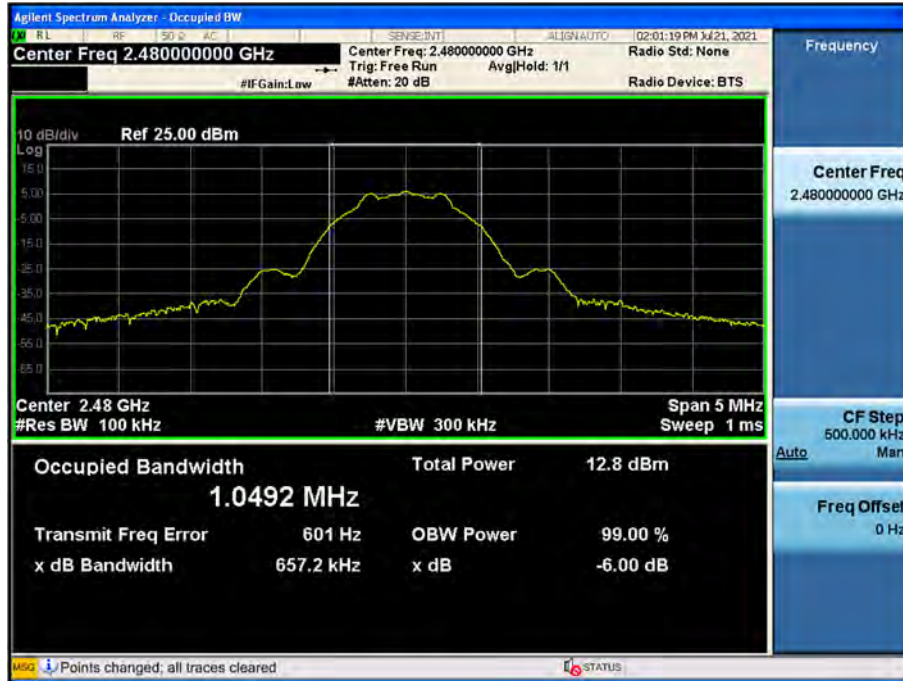 Agilent Spectrum Analyzer - Occupied BW
RL RF 50 Ω AC SENSE:INT ALIGNAUTO 02:01:19 PM Jul 21, 2021
Center Freq 2.480000000 GHz
Center Freq: 2.480000000 GHz
Radio Std: None
Trig: Free Run Avg|Hold: 1/1
#IFGain:Low
#Atten: 20 dB
Radio Device: BTS
10 dB/div Ref 25.00 dBm
Log
15.0
5.00
-5.00
-15.0
-25.0
-35.0
-45.0
-55.0
-65.0
Center 2.48 GHz Span 5 MHz
#Res BW 100 kHz #VBW 300 kHz Sweep 1 ms
Occupied Bandwidth Total Power 12.8 dBm
1.0492 MHz
Transmit Freq Error 601 Hz OBW Power 99.00 %
x dB Bandwidth 657.2 kHz x dB -6.00 dB
MSG Points changed; all traces cleared STATUS
Frequency
Center Freq
2.480000000 GHz
CF Step
500.000 kHz
Auto Man
Freq Offset
0 Hz